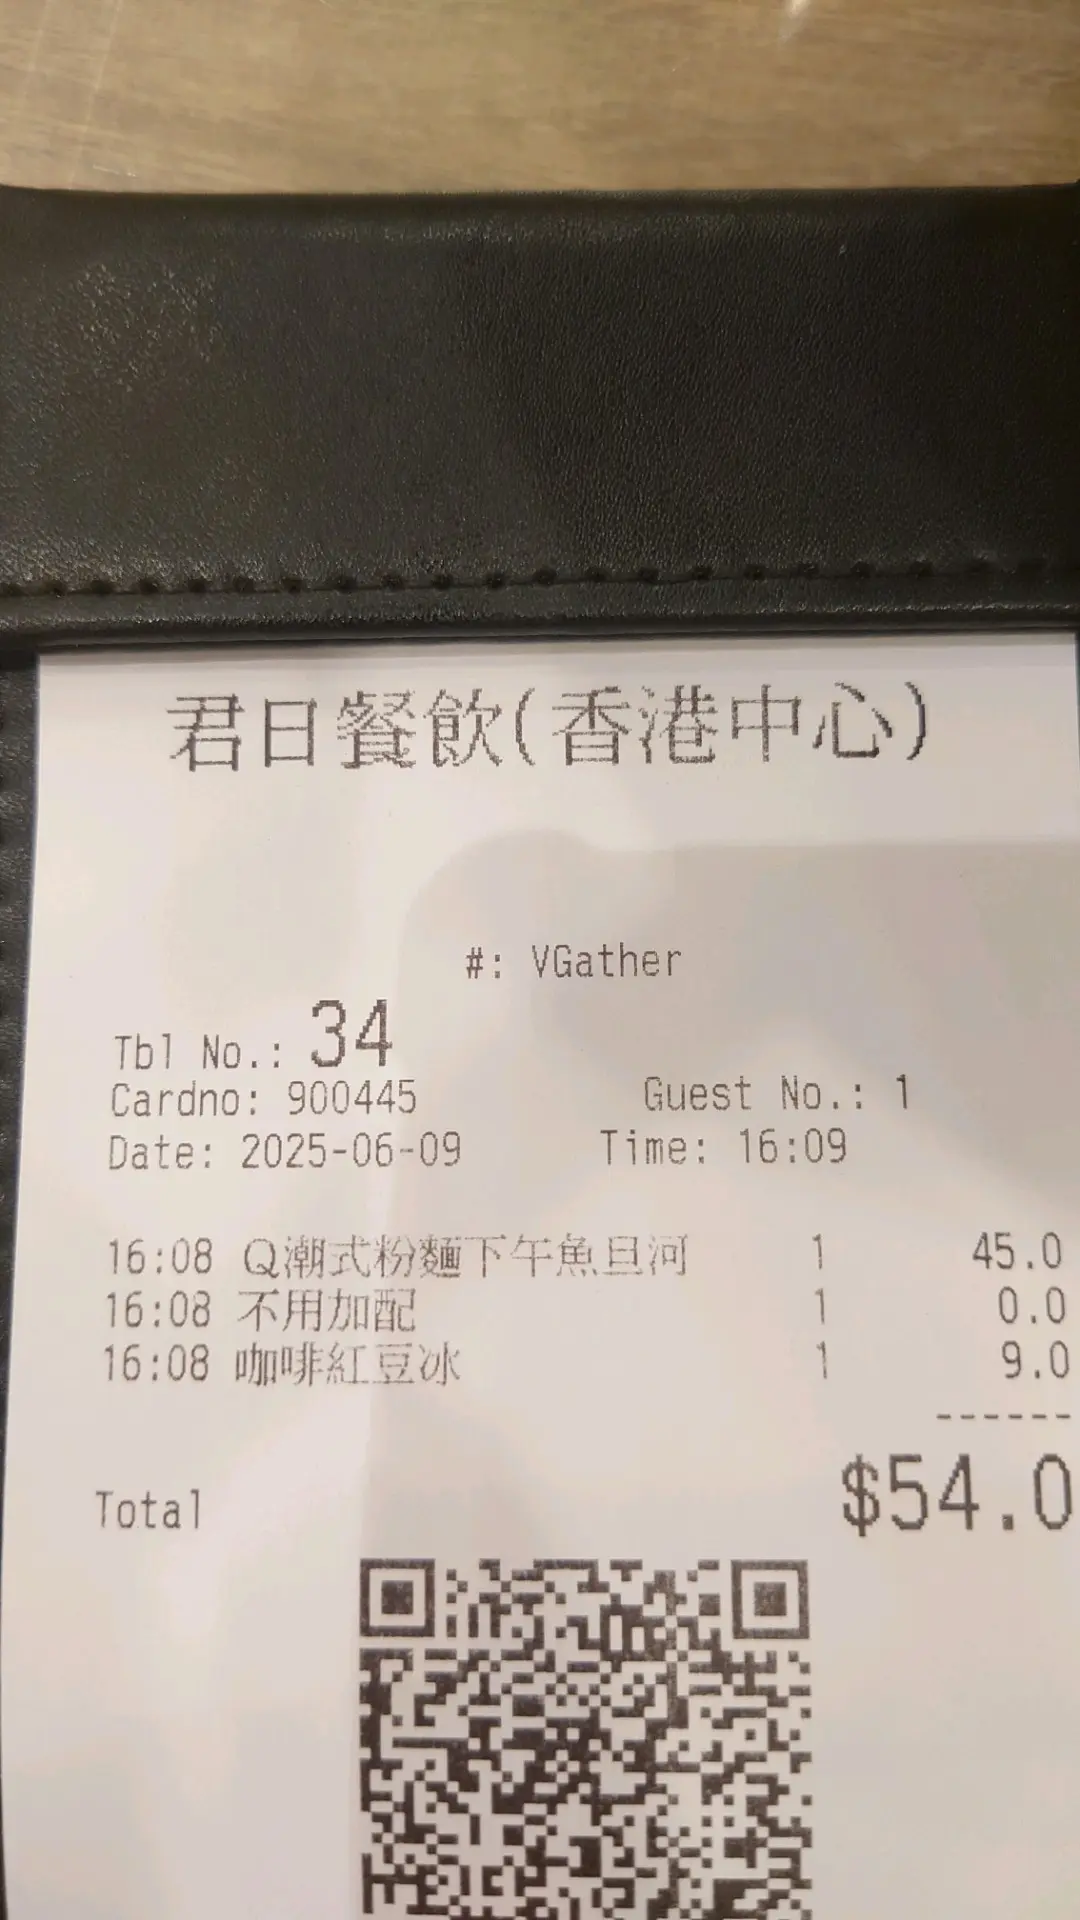 君日餐飲(香港中心)
#: VGather
Tbl No.: 34
Cardno: 900445 Guest No.: 1
Date: 2025-06-09 Time: 16:09
16:08 Q潮式粉麵下午魚旦河 1 45.0
16:08 不用加配 1 0.0
16:08 咖啡紅豆冰 1 9.0
------
Total $54.0